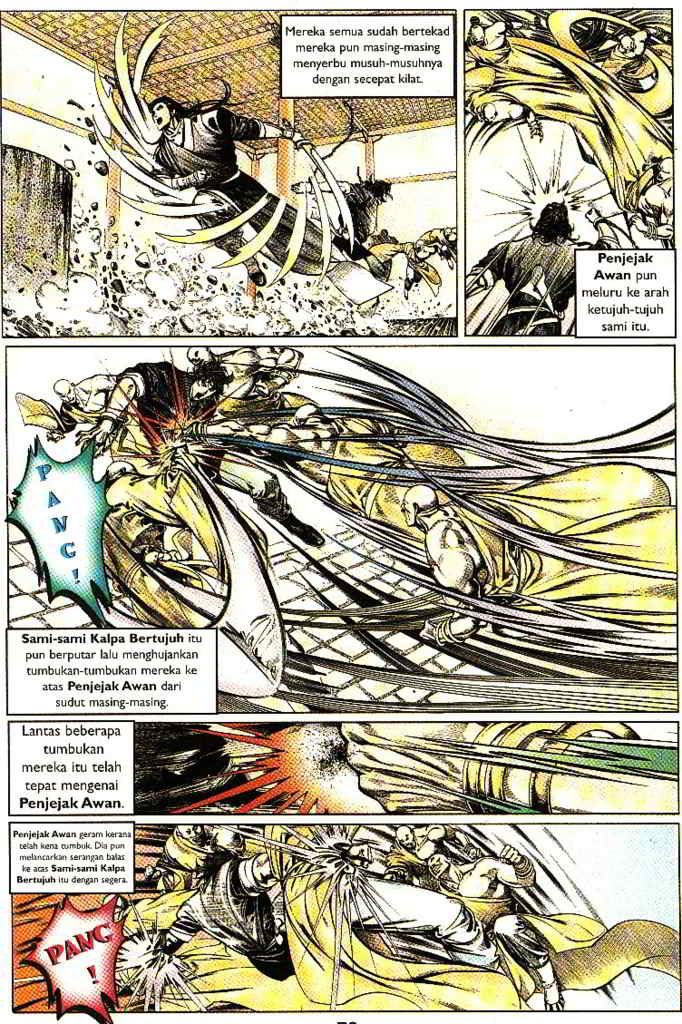 Mereka semua sudah bertekad
mereka pun masing-masing
menyerbu musuh-musuhnya
dengan secepat kilat.
Penjejak
Awan pun
meluru ke arah
ketujuh-tujuh
sami itu.
PANG!
Sami-sami Kalpa Bertujuh itu
pun berputar lalu menghujankan
tumbukan-tumbukan mereka ke
atas Penjejak Awan dari
sudut masing-masing.
Lantas beberapa
tumbukan
mereka itu telah
tepat mengenai
Penjejak Awan.
Penjejak Awan geram kerana
telah kena tumbuk. Dia pun
melancarkan serangan balas
ke atas Sami-sami Kalpa
Bertujuh itu dengan segera.
PANG
!